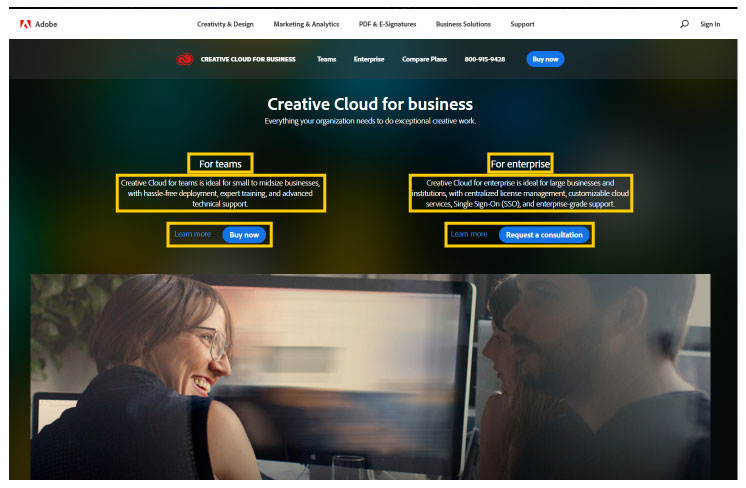 Adobe
Creativity & Design
Marketing & Analytics
PDF & E-Signatures
Business Solutions
Support
Sign In
CREATIVE CLOUD FOR BUSINESS
Teams
Enterprise
Compare Plans
800-915-9428
Buy now
Creative Cloud for business
Everything your organization needs to do exceptional creative work.
For teams
Creative Cloud for teams is ideal for small to midsize businesses,
with hassle-free deployment, expert training, and advanced
technical support.
Learn more
Buy now
For enterprise
Creative Cloud for enterprise is ideal for large businesses and
institutions, with centralized license management, customizable cloud
services, Single Sign-On (SSO), and enterprise-grade support.
Learn more
Request a consultation